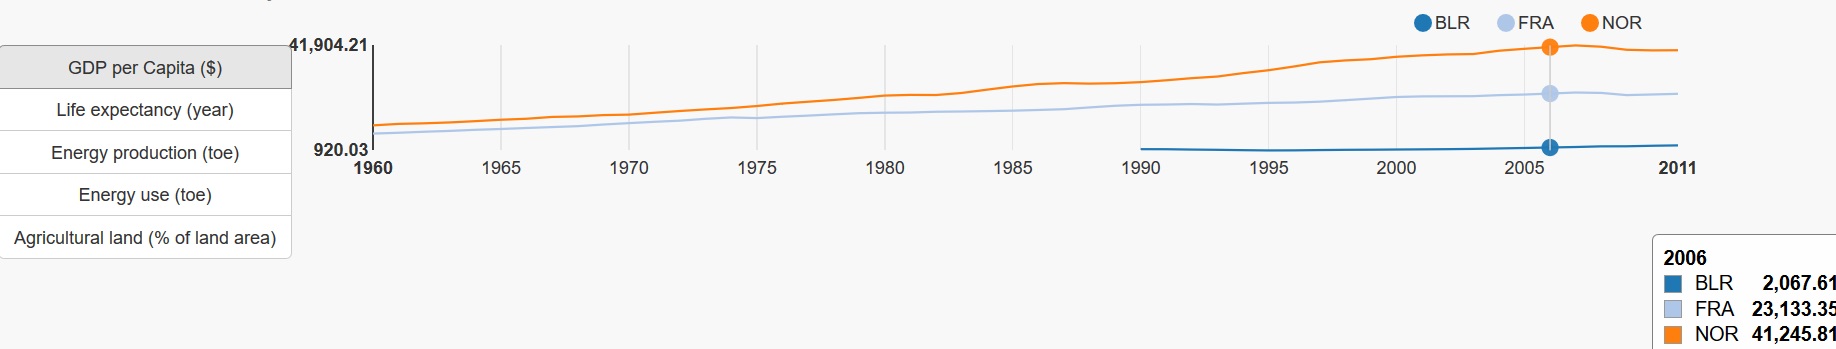 BLR FRA NOR
41,904.21
GDP per Capita ($)
Life expectancy (year)
Energy production (toe)
Energy use (toe)
Agricultural land (% of land area)
920.03
1960 1965 1970 1975 1980 1985 1990 1995 2000 2005 2011
2006
BLR 2,067.61
FRA 23,133.35
NOR 41,245.81